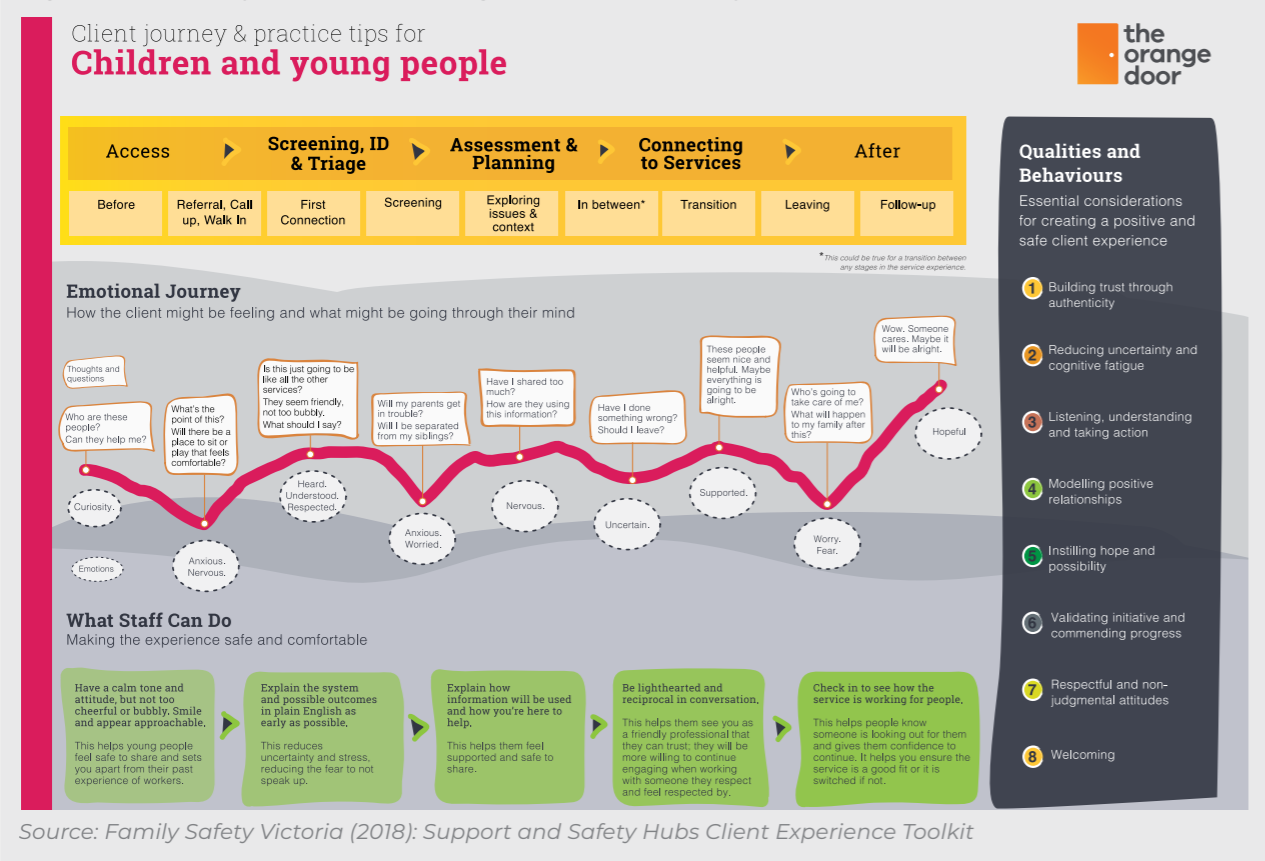 Client journey & practice tips for
Children and young people
the
orange
door
Access
Screening, ID
& Triage
Assessment &
Planning
Connecting
to Services
After
Before
Referral, Call
up, Walk In
First
Connection
Screening
Exploring
issues &
context
In between*
Transition
Leaving
Follow-up
*This could be true for a transition between
any stages in the service experience.
Emotional Journey
How the client might be feeling and what might be going through their mind
Thoughts and
questions
Who are these
people?
Can they help me?
What's the
point of this?
Will there be a
place to sit or
play that feels
comfortable?
Is this just going to be
like all the other
services?
They seem friendly,
not too bubbly.
What should I say?
Will my parents get
in trouble?
Will I be separated
from my siblings?
Have I shared too
much?
How are they using
this information?
Have I done
something wrong?
Should I leave?
These people
seem nice and
helpful. Maybe
everything is
going to be
alright.
Who's going to
take care of me?
What will happen
to my family after
this?
Wow. Someone
cares. Maybe it
will be alright.
Curiosity.
Anxious.
Nervous.
Heard.
Understood.
Respected.
Anxious.
Worried.
Nervous.
Uncertain.
Supported.
Worry.
Fear.
Hopeful
Emotions
What Staff Can Do
Making the experience safe and comfortable
Have a calm tone and
attitude, but not too
cheerful or bubbly. Smile
and appear approachable.
This helps young people
feel safe to share and sets
you apart from their past
experience of workers.
Explain the system
and possible outcomes
in plain English as
early as possible.
This reduces
uncertainty and stress,
reducing the fear to not
speak up.
Explain how
information will be used
and how you're here to
help.
This helps them feel
supported and safe to
share.
Be lighthearted and
reciprocal in conversation.
This helps them see you as
a friendly professional that
they can trust; they will be
more willing to continue
engaging when working
with someone they respect
and feel respected by.
Check in to see how the
service is working for people.
This helps people know
someone is looking out for them
and gives them confidence to
continue. It helps you ensure the
service is a good fit or it is
switched if not.
Qualities and
Behaviours
Essential considerations
for creating a positive and
safe client experience
1 Building trust through
authenticity
2 Reducing uncertainty and
cognitive fatigue
3 Listening, understanding
and taking action
4 Modelling positive
relationships
5 Instilling hope and
possibility
6 Validating initiative and
commending progress
7 Respectful and non-
judgmental attitudes
8 Welcoming
Source: Family Safety Victoria (2018): Support and Safety Hubs Client Experience Toolkit